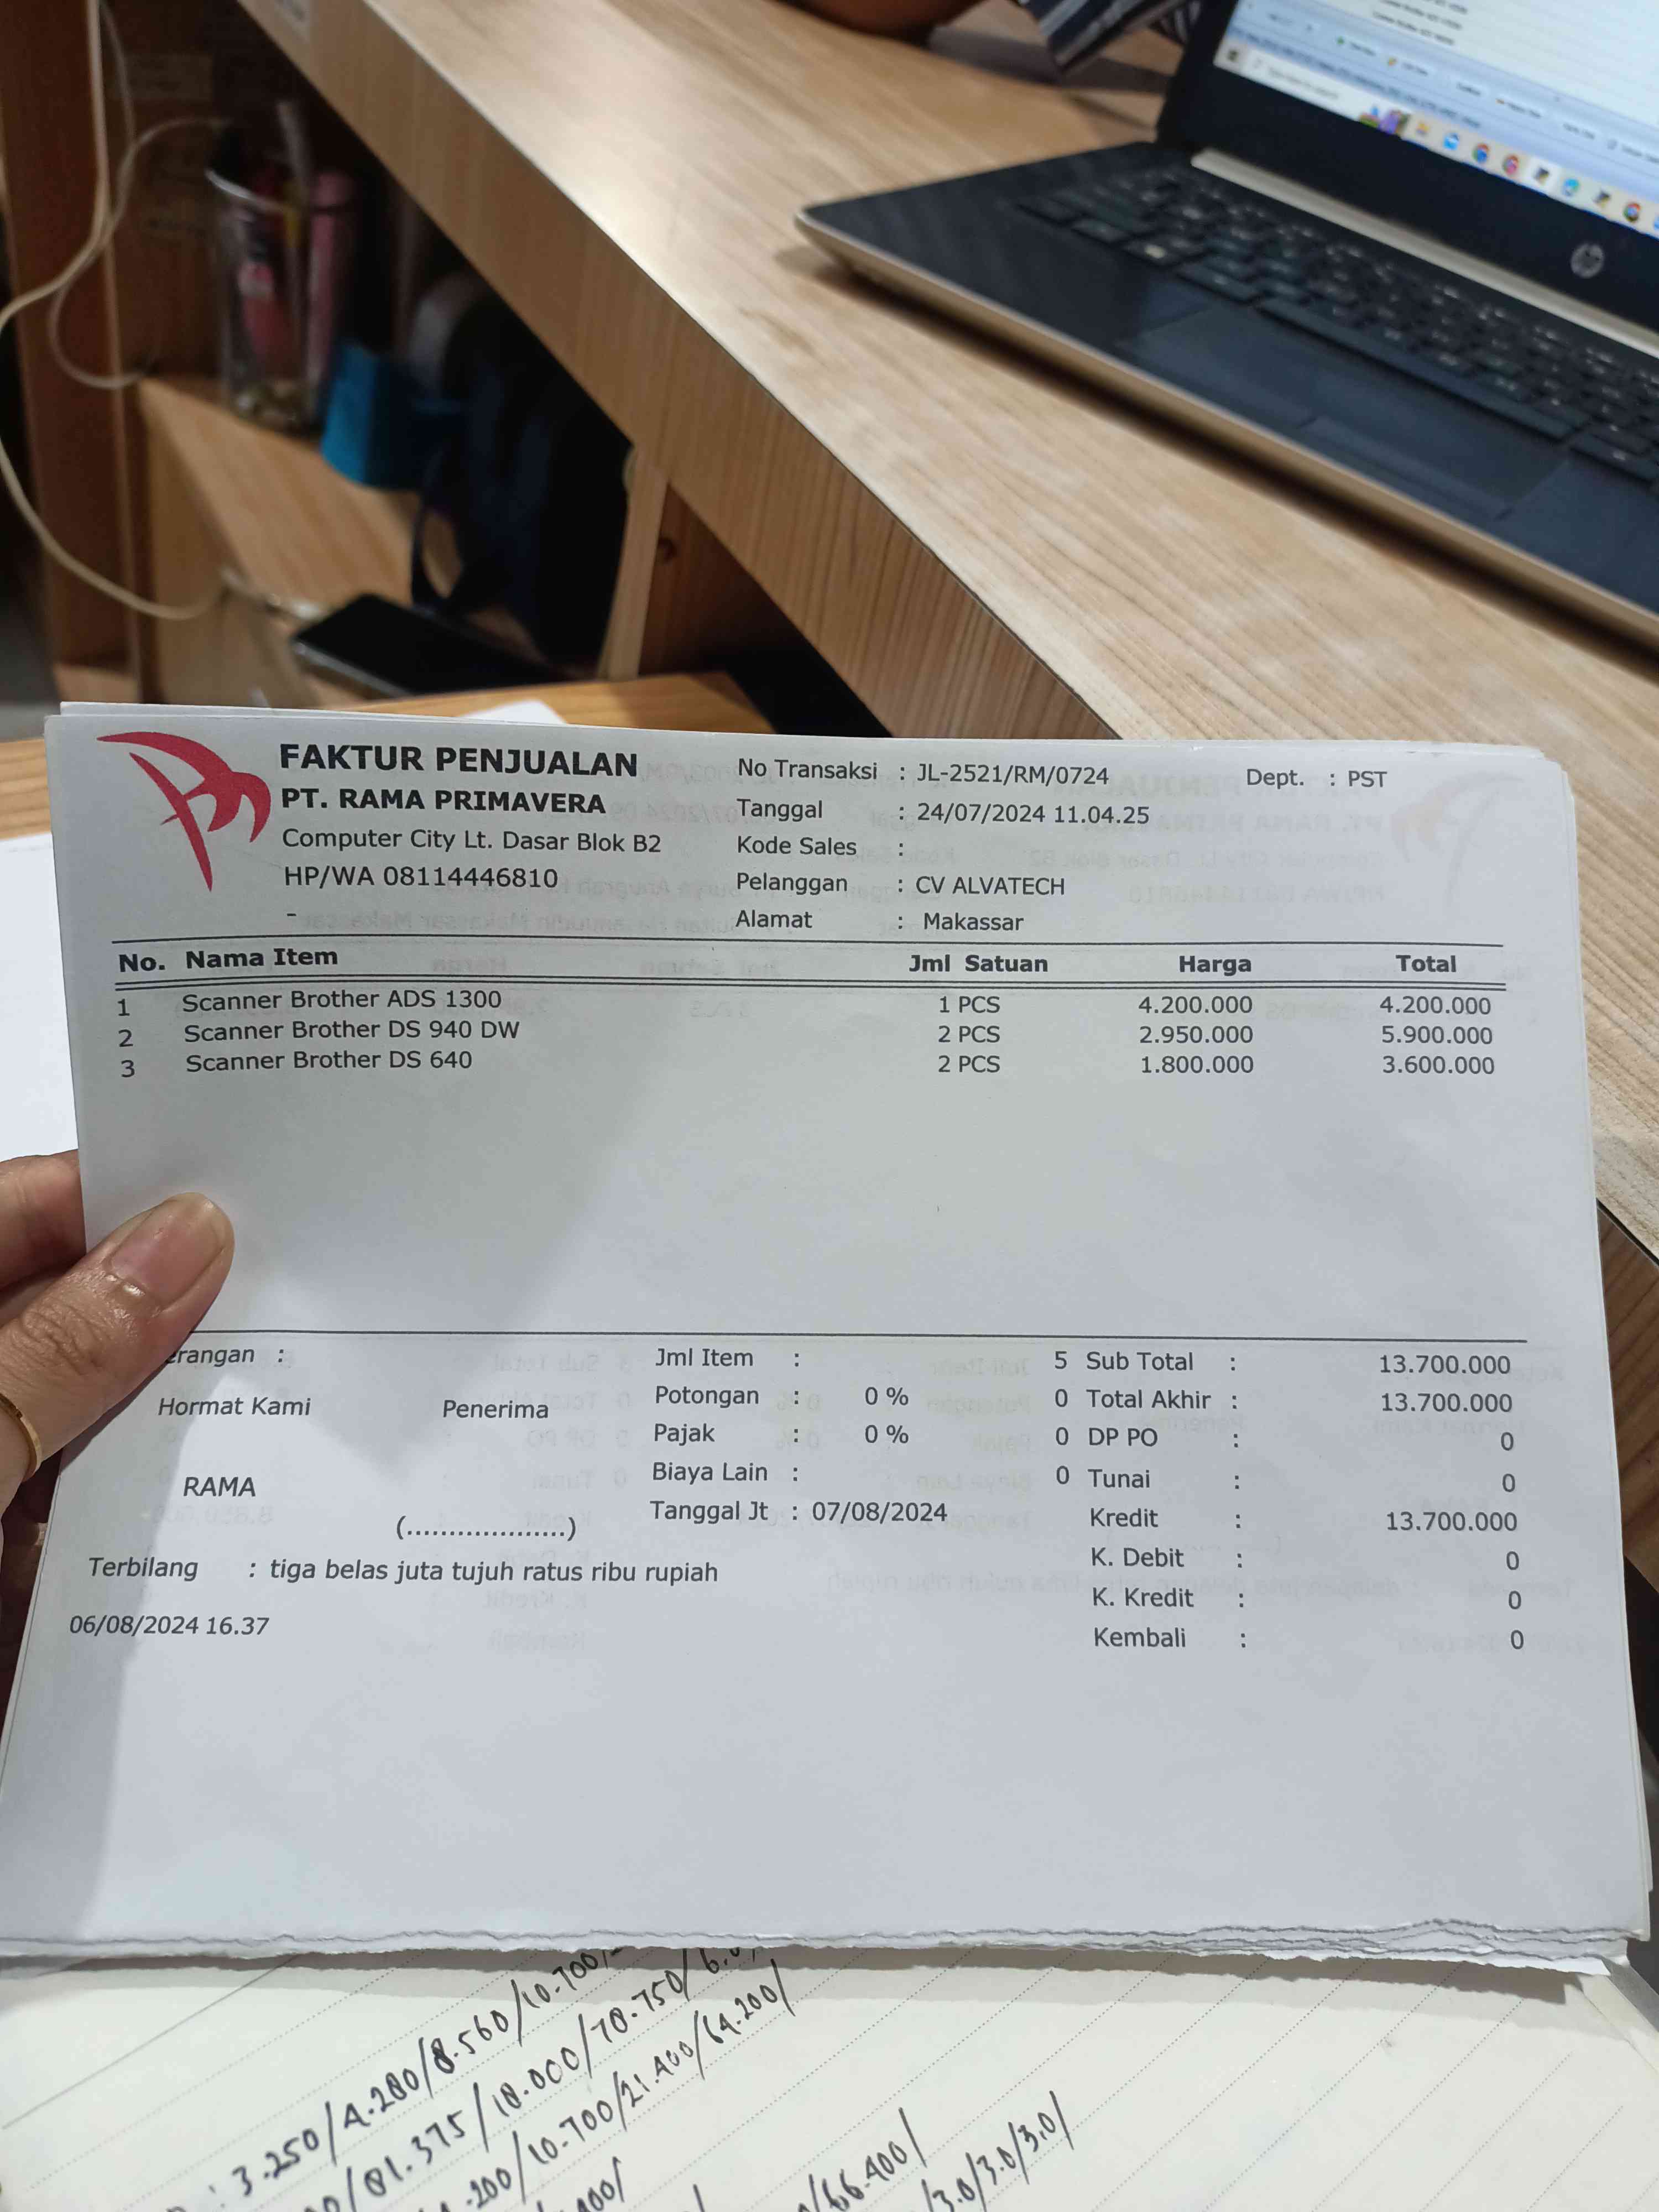 FAKTUR PENJUALAN
PT. RAMA PRIMAVERA
Computer City Lt. Dasar Blok B2
HP/WA 08114446810
-
No Transaksi : JL-2521/RM/0724
Dept. : PST
Tanggal : 24/07/2024 11.04.25
Kode Sales :
Pelanggan : CV ALVATECH
Alamat : Makassar
No. Nama Item Jml Satuan Harga Total
1 Scanner Brother ADS 1300 1 PCS 4.200.000 4.200.000
2 Scanner Brother DS 940 DW 2 PCS 2.950.000 5.900.000
3 Scanner Brother DS 640 2 PCS 1.800.000 3.600.000
erangan :
Hormat Kami Penerima
RAMA
(...................)
Jml Item : 5
Potongan : 0 % 0
Pajak : 0 % 0
Biaya Lain : 0
Tanggal Jt : 07/08/2024
Sub Total : 13.700.000
Total Akhir : 13.700.000
DP PO : 0
Tunai : 0
Kredit : 13.700.000
K. Debit : 0
K. Kredit : 0
Kembali : 0
Terbilang : tiga belas juta tujuh ratus ribu rupiah
06/08/2024 16.37
: 3.250/4.280/8.560/10.700/
/81.375/18.000/78.750/6.
.200/10.700/21.400/64.200/
/66.400/
/3.0/3.0/3.0/
hp